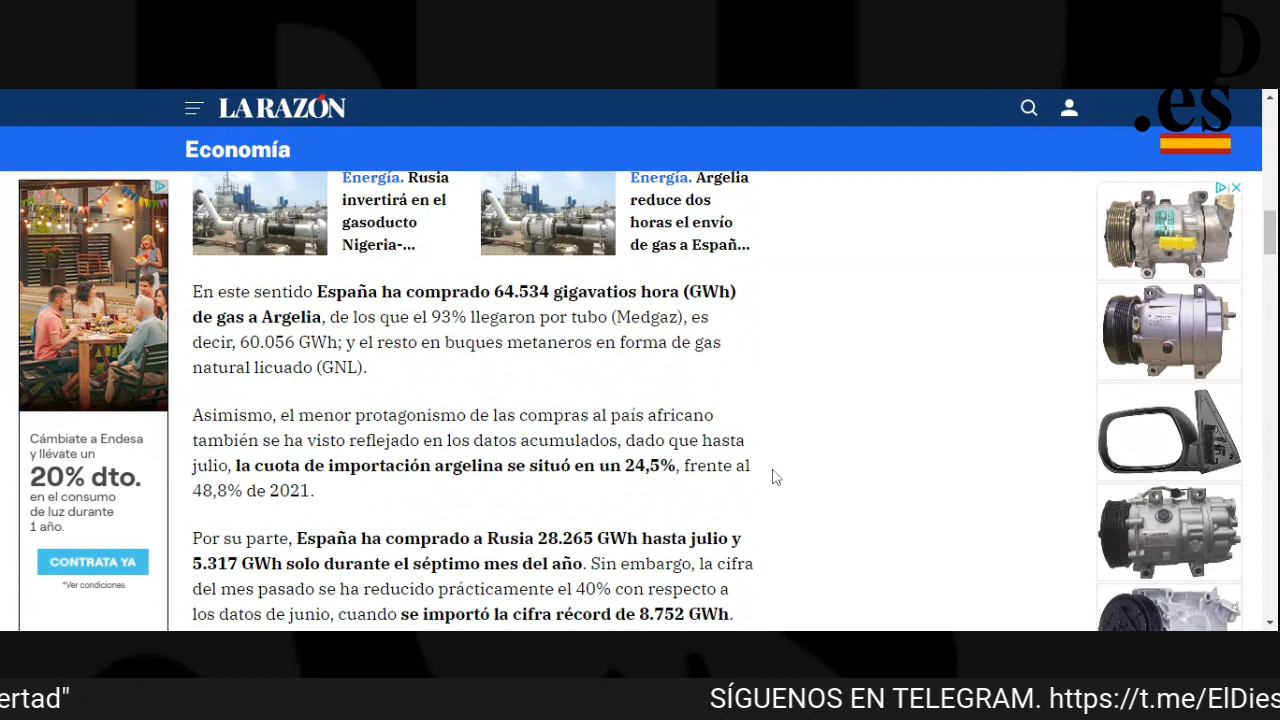 .es
LA RAZÓN
Economía
Energía. Rusia
invertirá en el
gasoducto
Nigeria-...
Energía. Argelia
reduce dos
horas el envío
de gas a Españ...
En este sentido España ha comprado 64.534 gigavatios hora (GWh)
de gas a Argelia, de los que el 93% llegaron por tubo (Medgaz), es
decir, 60.056 GWh; y el resto en buques metaneros en forma de gas
natural licuado (GNL).
Asimismo, el menor protagonismo de las compras al país africano
también se ha visto reflejado en los datos acumulados, dado que hasta
julio, la cuota de importación argelina se situó en un 24,5%, frente al
48,8% de 2021.
Por su parte, España ha comprado a Rusia 28.265 GWh hasta julio y
5.317 GWh solo durante el séptimo mes del año. Sin embargo, la cifra
del mes pasado se ha reducido prácticamente el 40% con respecto a
los datos de junio, cuando se importó la cifra récord de 8.752 GWh.
Cámbiate a Endesa
y llévate un
20% dto.
en el consumo
de luz durante
1 año.
CONTRATA YA
*Ver condiciones
ertad"
SÍGUENOS EN TELEGRAM. https://t.me/ElDies